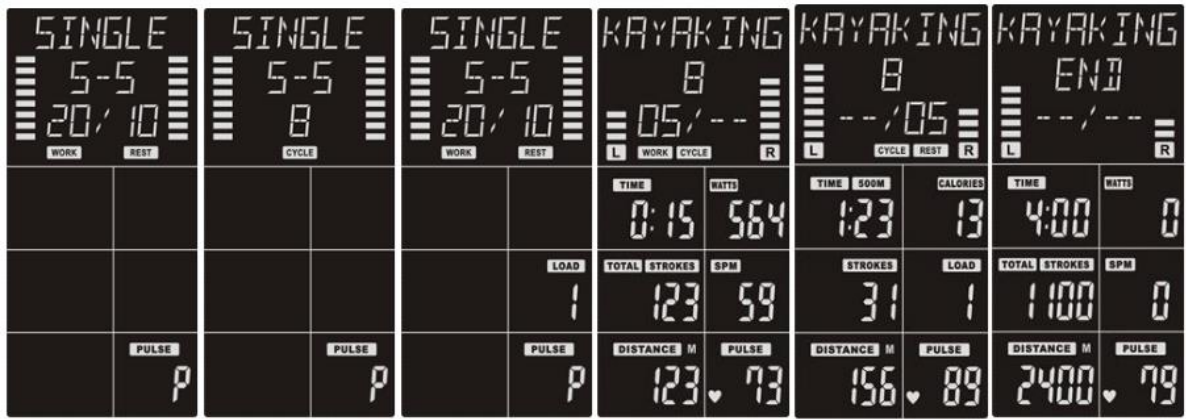 SINGLE
5-5
20/10
WORK REST
PULSE
P
SINGLE
5-5
8
CYCLE
PULSE
P
SINGLE
5-5
20/10
WORK REST
LOAD
1
PULSE
P
KAYAKING
8
05/--
L WORK CYCLE R
TIME WATTS
0:15 564
TOTAL STROKES SPM
123 59
DISTANCE M PULSE
123 73
KAYAKING
8
--/05
L CYCLE REST R
TIME 500M CALORIES
1:23 13
STROKES LOAD
31 1
DISTANCE M PULSE
156 89
KAYAKING
END
--/--
L R
TIME WATTS
4:00 0
TOTAL STROKES SPM
1100 0
DISTANCE M PULSE
2400 79